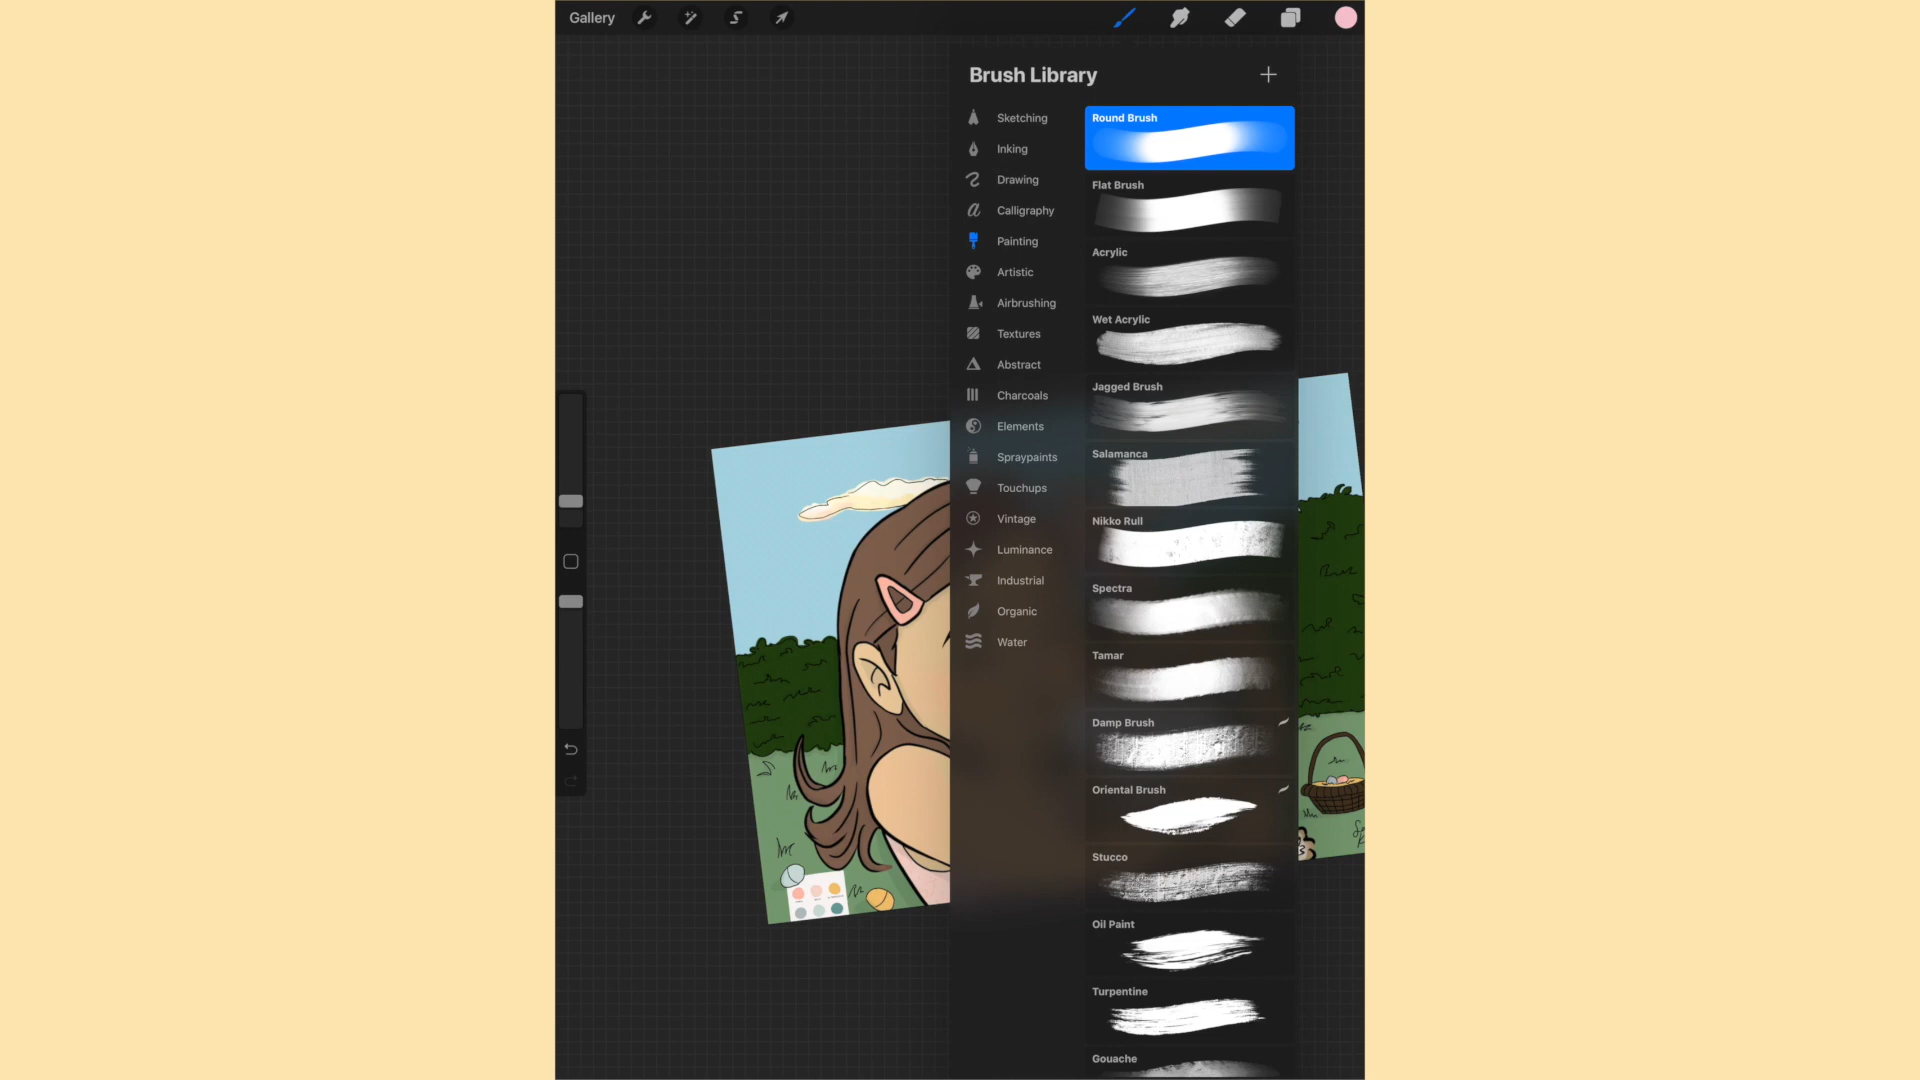 Gallery
Brush Library
Sketching
Inking
Drawing
Calligraphy
Painting
Artistic
Airbrushing
Textures
Abstract
Charcoals
Elements
Spraypaints
Touchups
Vintage
Luminance
Industrial
Organic
Water
Round Brush
Flat Brush
Acrylic
Wet Acrylic
Jagged Brush
Salamanca
Nikko Rull
Spectra
Tamar
Damp Brush
Oriental Brush
Stucco
Oil Paint
Turpentine
Gouache